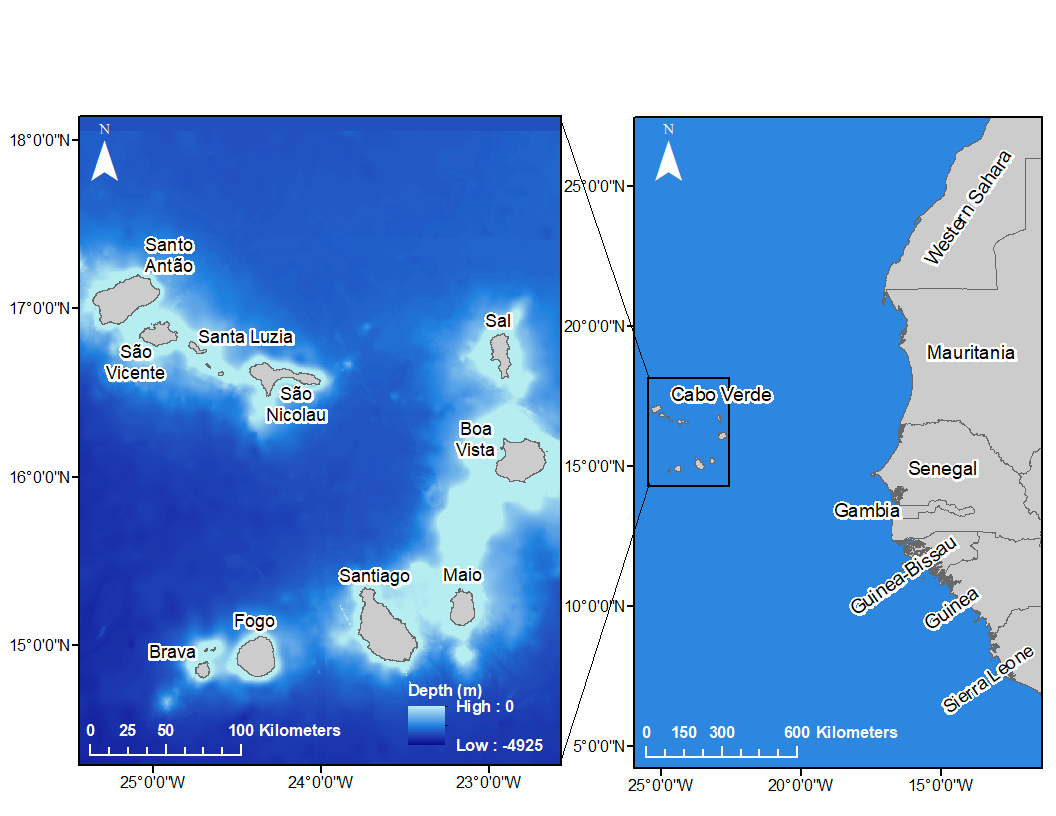 N
18°0'0"N
17°0'0"N
16°0'0"N
15°0'0"N
Santo
Antão
São
Vicente
Santa Luzia
São
Nicolau
Sal
Boa
Vista
Santiago
Maio
Fogo
Brava
Depth (m)
High : 0
Low : -4925
0 25 50 100 Kilometers
25°0'0"W 24°0'0"W 23°0'0"W
N
25°0'0"N
20°0'0"N
15°0'0"N
10°0'0"N
5°0'0"N
Western Sahara
Mauritania
Cabo Verde
Senegal
Gambia
Guinea-Bissau
Guinea
Sierra Leone
0 150 300 600 Kilometers
25°0'0"W 20°0'0"W 15°0'0"W